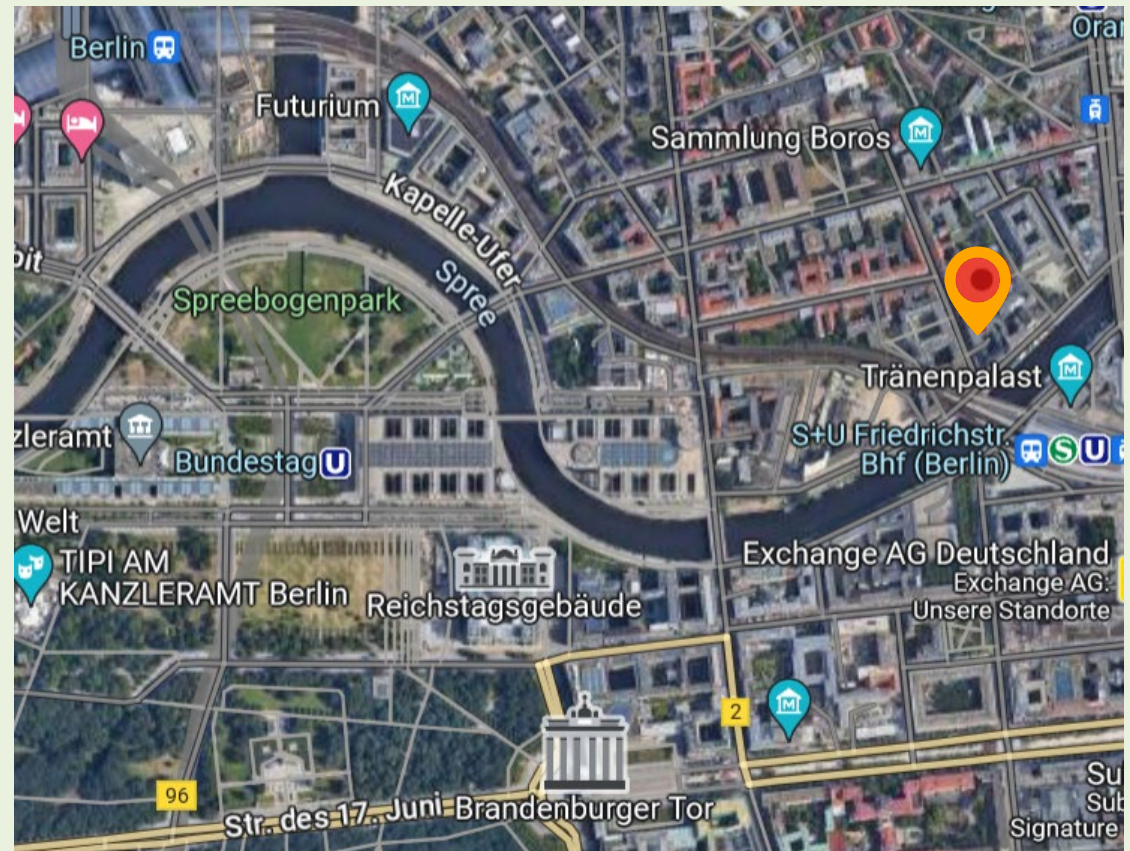 Berlin
Orar
Futurium
Sammlung Boros
Kapelle-Ufer
oit
Spree
Spreebogenpark
Tränenpalast
zleramt
S+U Friedrichstr.
Bhf (Berlin)
S
U
Bundestag
U
Welt
TIPI AM
KANZLERAMT Berlin
Exchange AG Deutschland
Exchange AG:
Unsere Standorte
Reichstagsgebäude
2
96
Str. des 17. Juni
Brandenburger Tor
Su
Sub
Signature